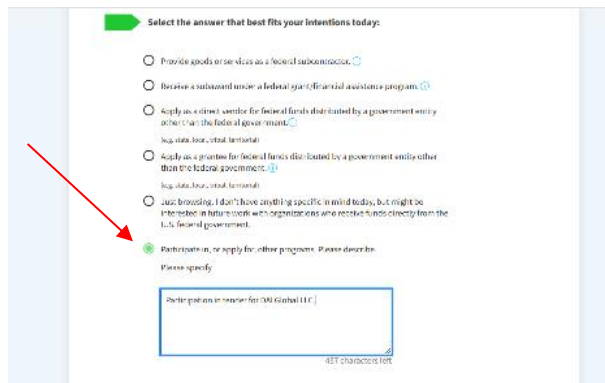 Select the answer that best fits your intentions today:
Provide goods or services as a federal subcontractor.
Receive a subaward under a federal grant/financial assistance program.
Apply as a direct vendor for federal funds distributed by a government entity
other than the federal government.
(e.g. state, local, tribal, territorial)
Apply as a grantee for federal funds distributed by a government entity other
than the federal government.
(e.g. state, local, tribal, territorial)
Just browsing. I don't have anything specific in mind today, but might be
interested in future work with organizations who receive funds directly from the
U.S. federal government.
Participate in, or apply for, other programs. Please describe.
Please specify
Participation in tender for DAI Global LLC
457 characters left